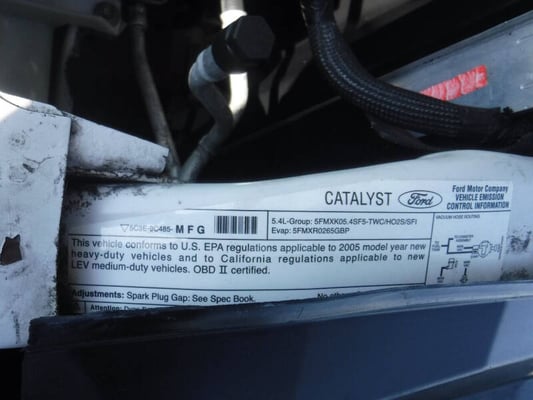 CATALYST Ford
Ford Motor Company
VEHICLE EMISSION
CONTROL INFORMATION
5C3E-9C485- MFG
5.4L-Group: 5FMXK05.4SF5-TWC/HO2S/SFI
Evap: 5FMXR0265GBP
VACUUM HOSE ROUTING
This vehicle conforms to U.S. EPA regulations applicable to 2005 model year new
heavy-duty vehicles and to California regulations applicable to new
LEV medium-duty vehicles. OBD II certified.
Adjustments: Spark Plug Gap: See Spec Book.
Attention: